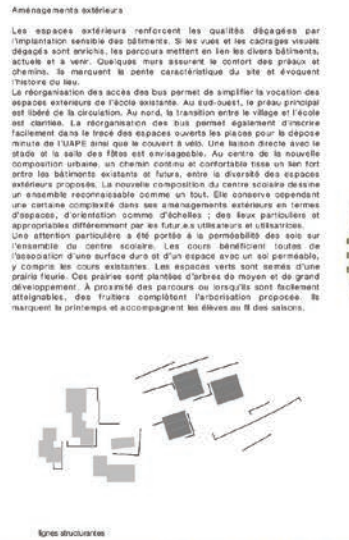 Aménagements extérieurs
Les espaces extérieurs renforcent les qualités dégagées par
l'implantation sensible des bâtiments. Si les vues et les cadrages visuels
dégagés sont enrichis, les parcours mettent en lien les divers bâtiments,
actuels et à venir. Quelques murs assurent le confort des préaux et
chemins. Ils marquent la pente caractéristique du site et évoquent
l'histoire du lieu.
La réorganisation des accès des bus permet de simplifier la vocation des
espaces extérieurs de l'école existante. Au sud-ouest, le préau principal
est libéré de la circulation. Au nord, la transition entre le village et l'école
est clarifiée. La réorganisation des bus permet également d'inscrire
facilement dans le tracé des espaces ouverts les places pour la dépose
minute de l'UAPE ainsi que le couvert à vélo. Une liaison directe avec le
stade et la salle des fêtes est envisageable. Au centre de la nouvelle
composition urbaine, un chemin continu et confortable tisse un lien fort
entre les bâtiments existants et futurs, entre la diversité des espaces
extérieurs proposés. La nouvelle composition du centre scolaire dessine
un ensemble reconnaissable comme un tout. Elle conserve cependant
une certaine complexité dans ses aménagements extérieurs en termes
d'espaces, d'orientation comme d'échelles ; des lieux particuliers et
appropriables différemment par les futur.e.s utilisateurs et utilisatrices.
Une attention particulière a été portée à la perméabilité des sols sur
l'ensemble du centre scolaire. Les cours bénéficient toutes de
l'association d'une surface dure et d'un espace avec un sol perméable,
y compris les cours existantes. Les espaces verts sont semés d'une
prairie fleurie. Ces prairies sont plantées d'arbres de moyen et de grand
développement. À proximité des parcours ou lorsqu'ils sont facilement
atteignables, des fruitiers complètent l'arborisation proposée. Ils
marquent le printemps et accompagnent les élèves au fil des saisons.
lignes structurantes